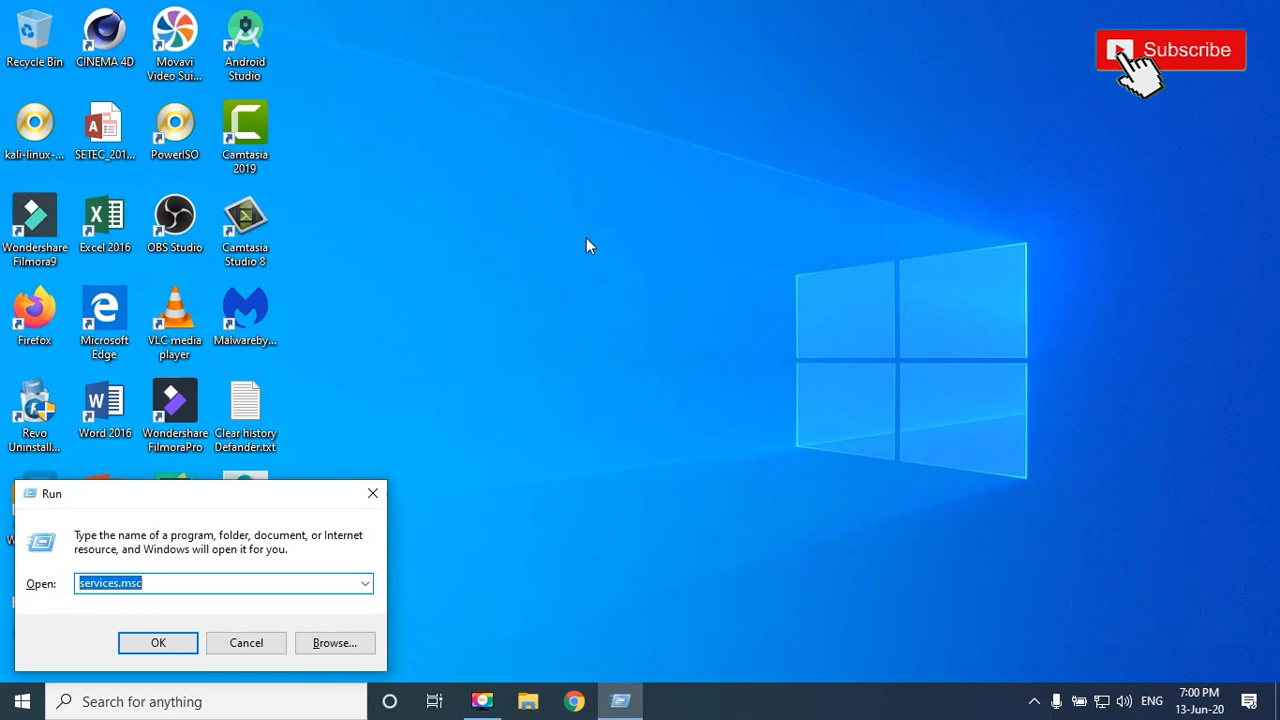 Recycle Bin
CINEMA 4D
Movavi
Video Sui...
Android
Studio
Subscribe
kali-linux-...
SETEC_201...
PowerISO
Camtasia
2019
Wondershare
Filmora9
Excel 2016
OBS Studio
Camtasia
Studio 8
Firefox
Microsoft
Edge
VLC media
player
Malwareby...
Revo
Uninstall...
Word 2016
Wondershare
FilmoraPro
Clear history
Defander.txt
Run
Type the name of a program, folder, document, or Internet
resource, and Windows will open it for you.
Open:
services.msc
OK
Cancel
Browse...
Search for anything
ENG
7:00 PM
13-Jun-20